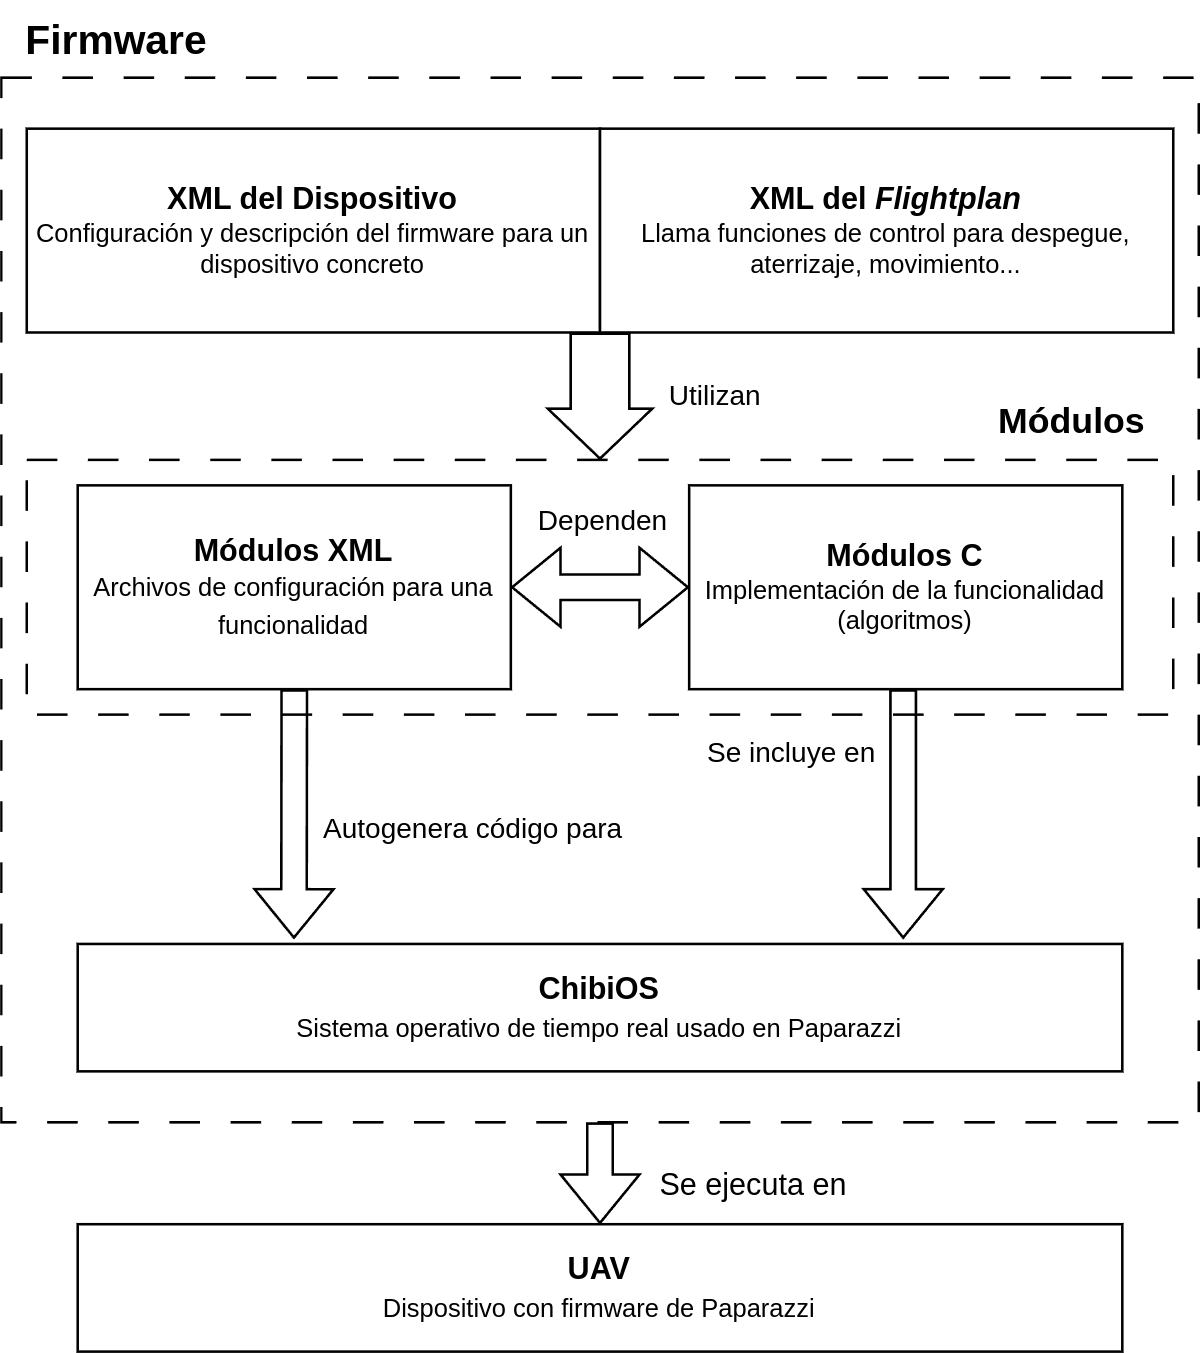 Firmware
XML del Dispositivo
Configuración y descripción del firmware para un
dispositivo concreto
XML del Flightplan
Llama funciones de control para despegue,
aterrizaje, movimiento...
Utilizan
Módulos
Módulos XML
Archivos de configuración para una
funcionalidad
Dependen
Módulos C
Implementación de la funcionalidad
(algoritmos)
Se incluye en
Autogenera código para
ChibiOS
Sistema operativo de tiempo real usado en Paparazzi
Se ejecuta en
UAV
Dispositivo con firmware de Paparazzi